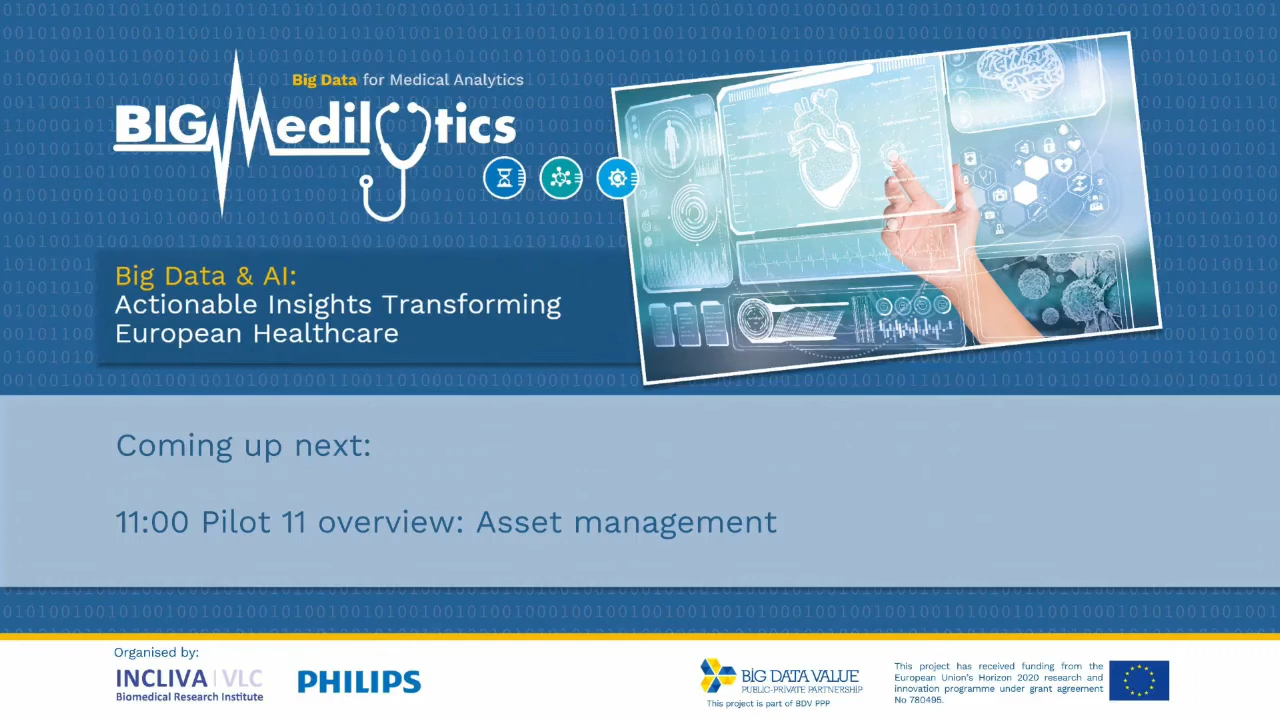 Big Data for Medical Analytics
BIGMedilytics
Big Data & AI:
Actionable Insights Transforming
European Healthcare
Coming up next:
11:00 Pilot 11 overview: Asset management
Organised by:
INCLIVA | VLC
Biomedical Research Institute
PHILIPS
BIG DATA VALUE
PUBLIC-PRIVATE PARTNERSHIP
This project is part of BDV PPP
This project has received funding from the
European Union's Horizon 2020 research and
innovation programme under grant agreement
No 780495.